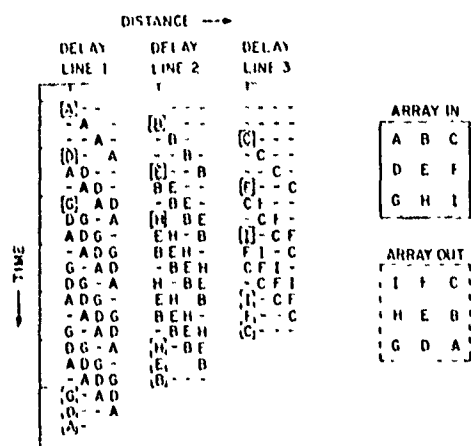 DISTANCE --→
DELAY LINE 1 DELAY LINE 2 DELAY LINE 3
T T T
[A] - - - - - -
- A - - [B] - - - - - -
- - A - - B - - [C] - - -
[D] - A - - B - - C - -
A D - - [E] - B - - C -
- A D - B E - - [F] - - C
[G] - A D - B E - C F - -
D G - A [H] - B E - C F -
A D G - E H - B [I] - C F
- A D G B E H - F I - C
G - A D - B E H C F I -
D G - A H - B E - C F I
A D G - E H B [I] - C F
- A D G B E H - [F] - - C
G - A D - B E H [C] - - -
D G - A [H] - B E
A D G - [E] B
- A D G [B] -
[G] - A D
[D] - A
[A] -
← TIME
ARRAY IN
A B C
D E F
G H I
ARRAY OUT
I F C
H E B
G D A